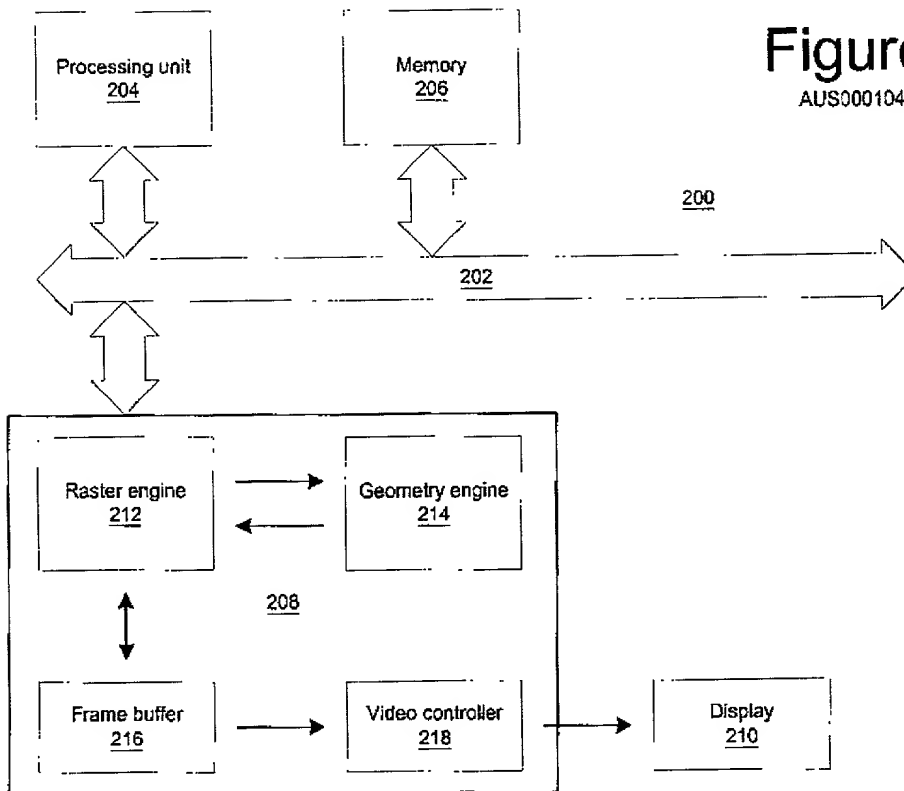 Figure
AUS000104
Processing unit
204
Memory
206
200
202
Raster engine
212
Geometry engine
214
208
Frame buffer
216
Video controller
218
Display
210